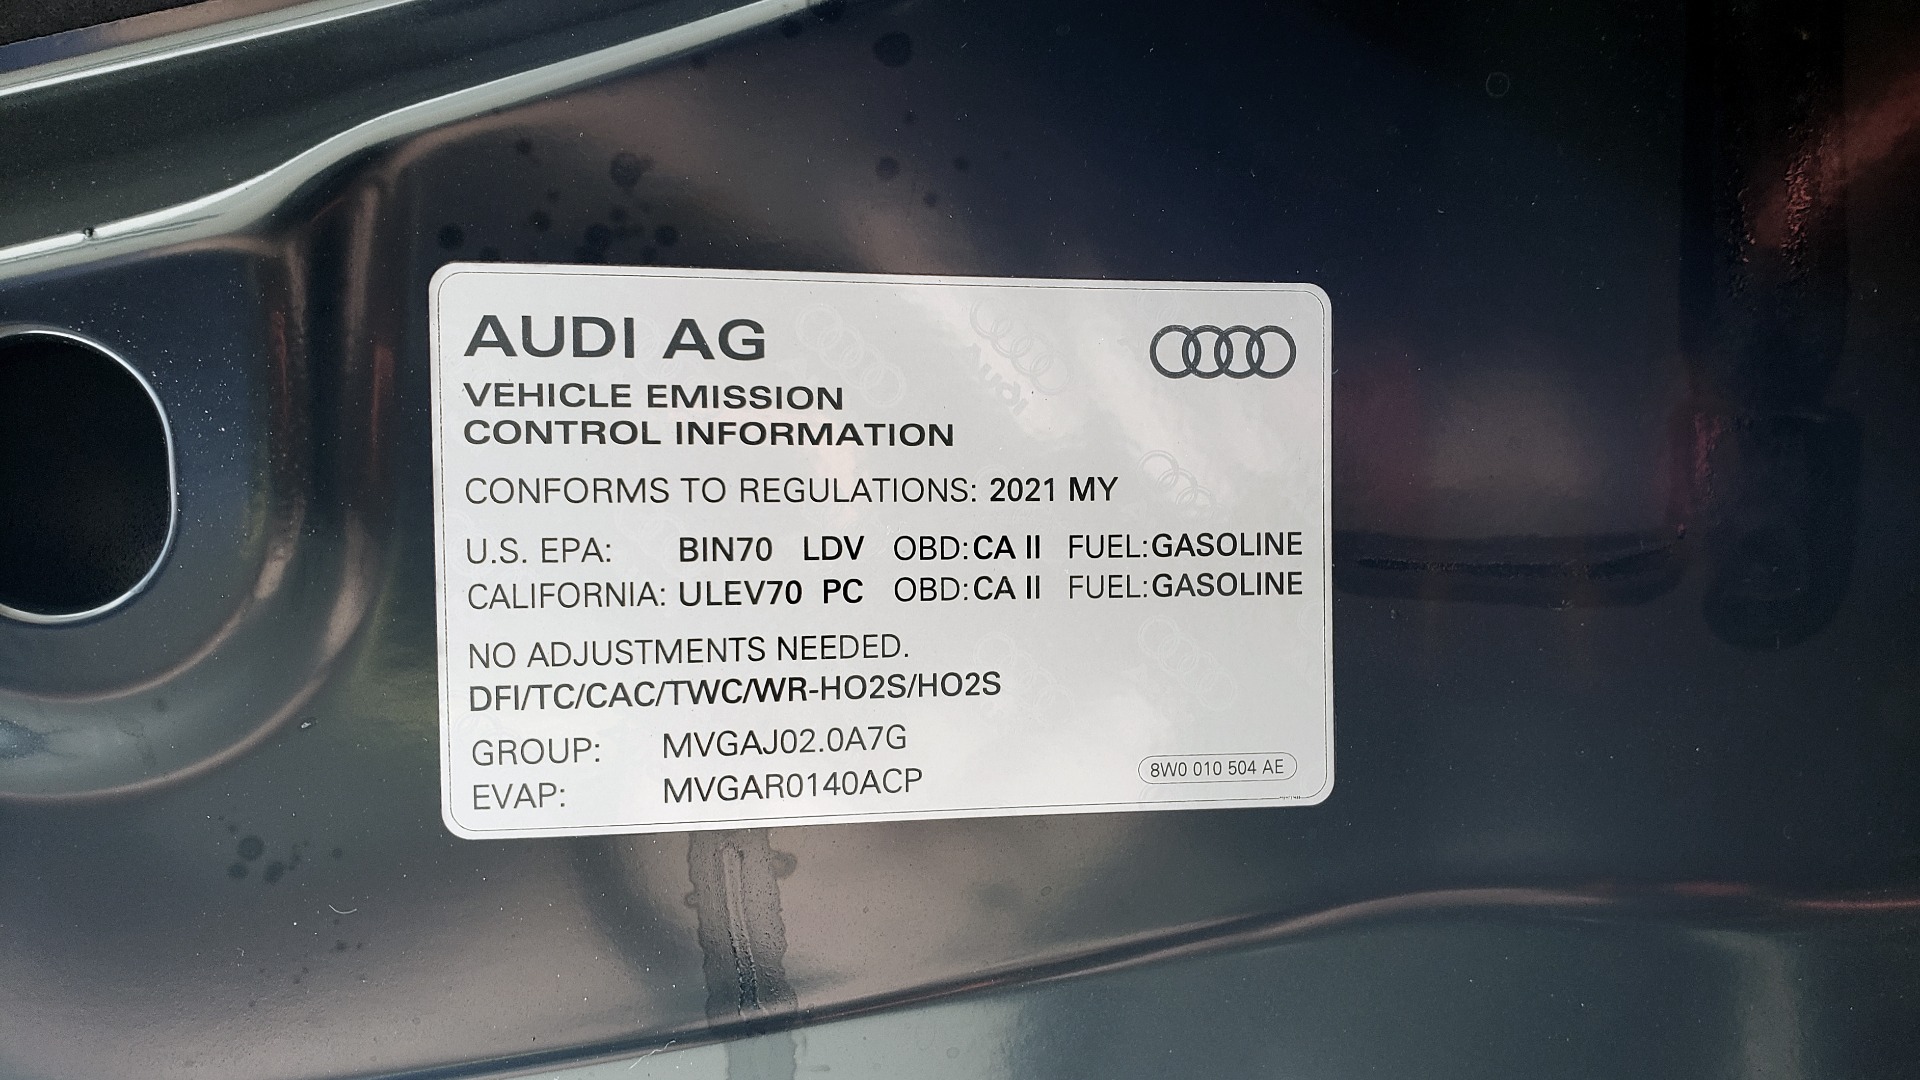 AUDI AG
VEHICLE EMISSION
CONTROL INFORMATION
CONFORMS TO REGULATIONS: 2021 MY
U.S. EPA: BIN70 LDV OBD:CA II FUEL:GASOLINE
CALIFORNIA: ULEV70 PC OBD:CA II FUEL:GASOLINE
NO ADJUSTMENTS NEEDED.
DFI/TC/CAC/TWC/WR-HO2S/HO2S
GROUP: MVGAJ02.0A7G
EVAP: MVGAR0140ACP
8W0 010 504 AE